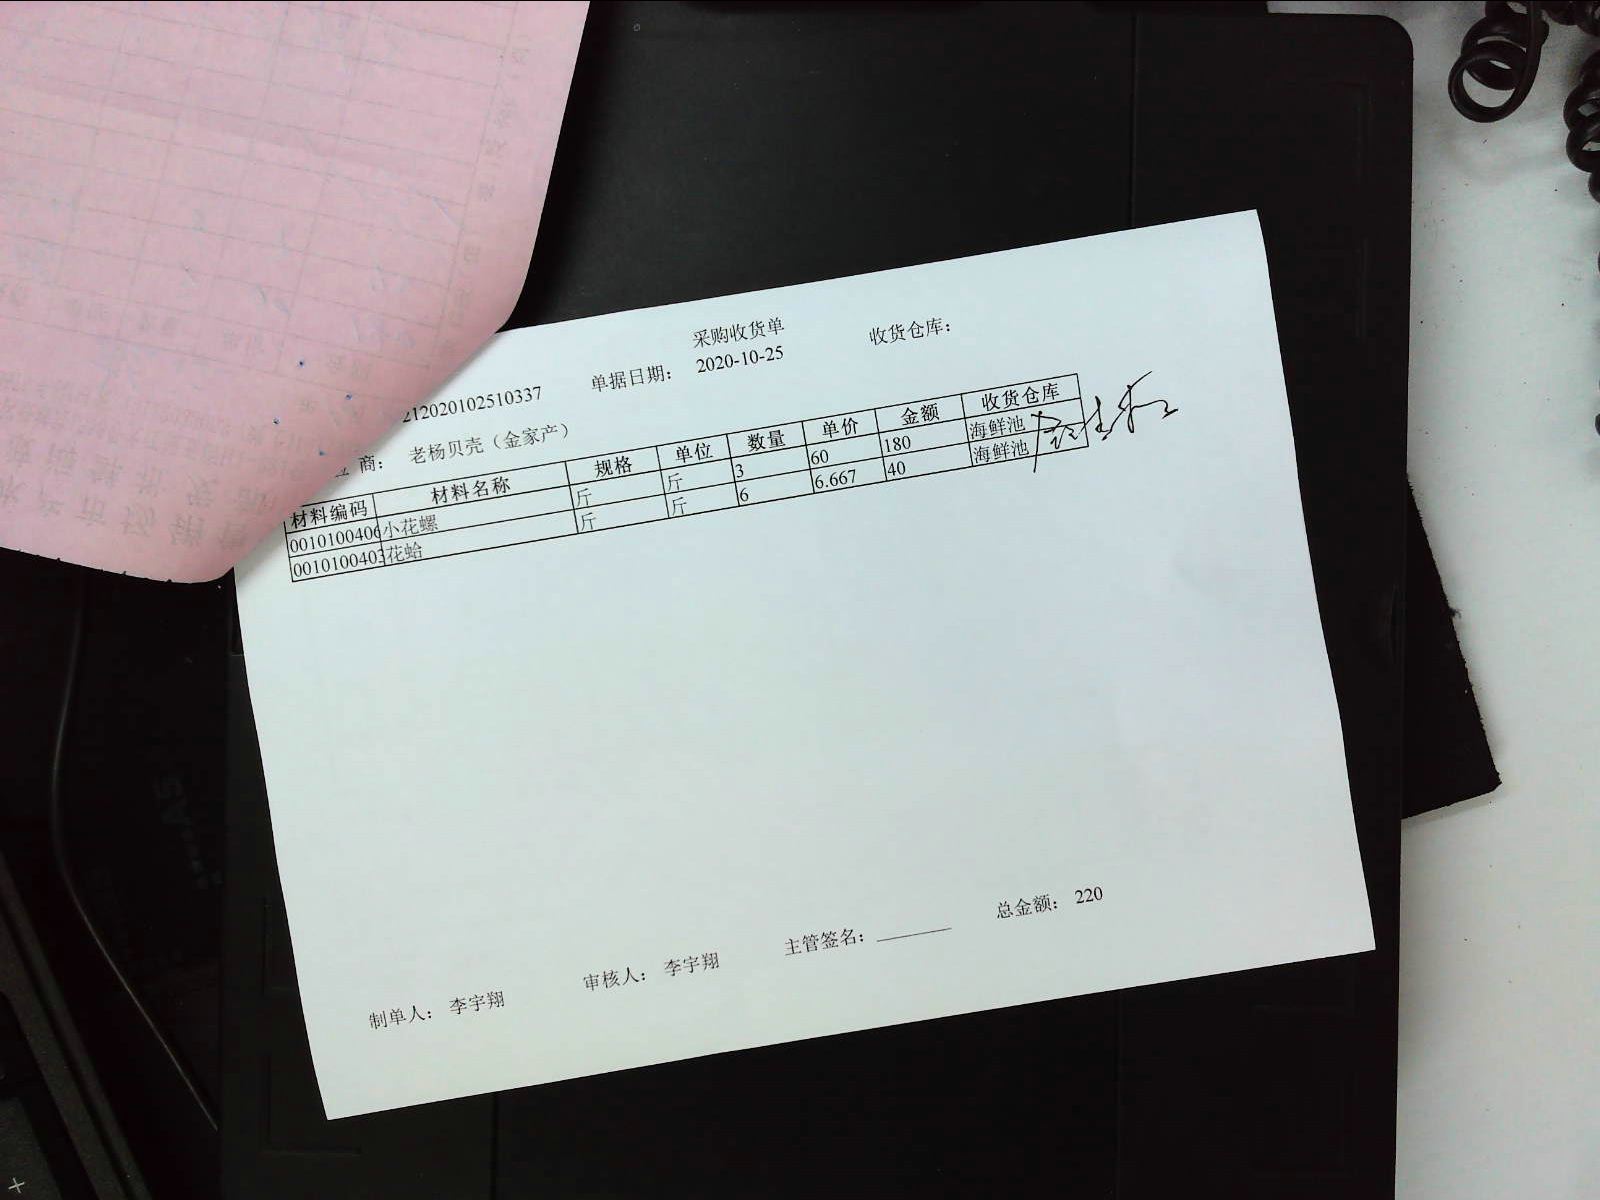 采购收货单
212020102510337 单据日期： 2020-10-25 收货仓库：
商： 老杨贝壳（金家产）
材料编码 材料名称 规格 单位 数量 单价 金额 收货仓库
0010100406 小花螺 斤 斤 3 60 180 海鲜池
001010040 花蛤 斤 斤 6 6.667 40 海鲜池
制单人： 李宇翔 审核人： 李宇翔 主管签名： 总金额： 220